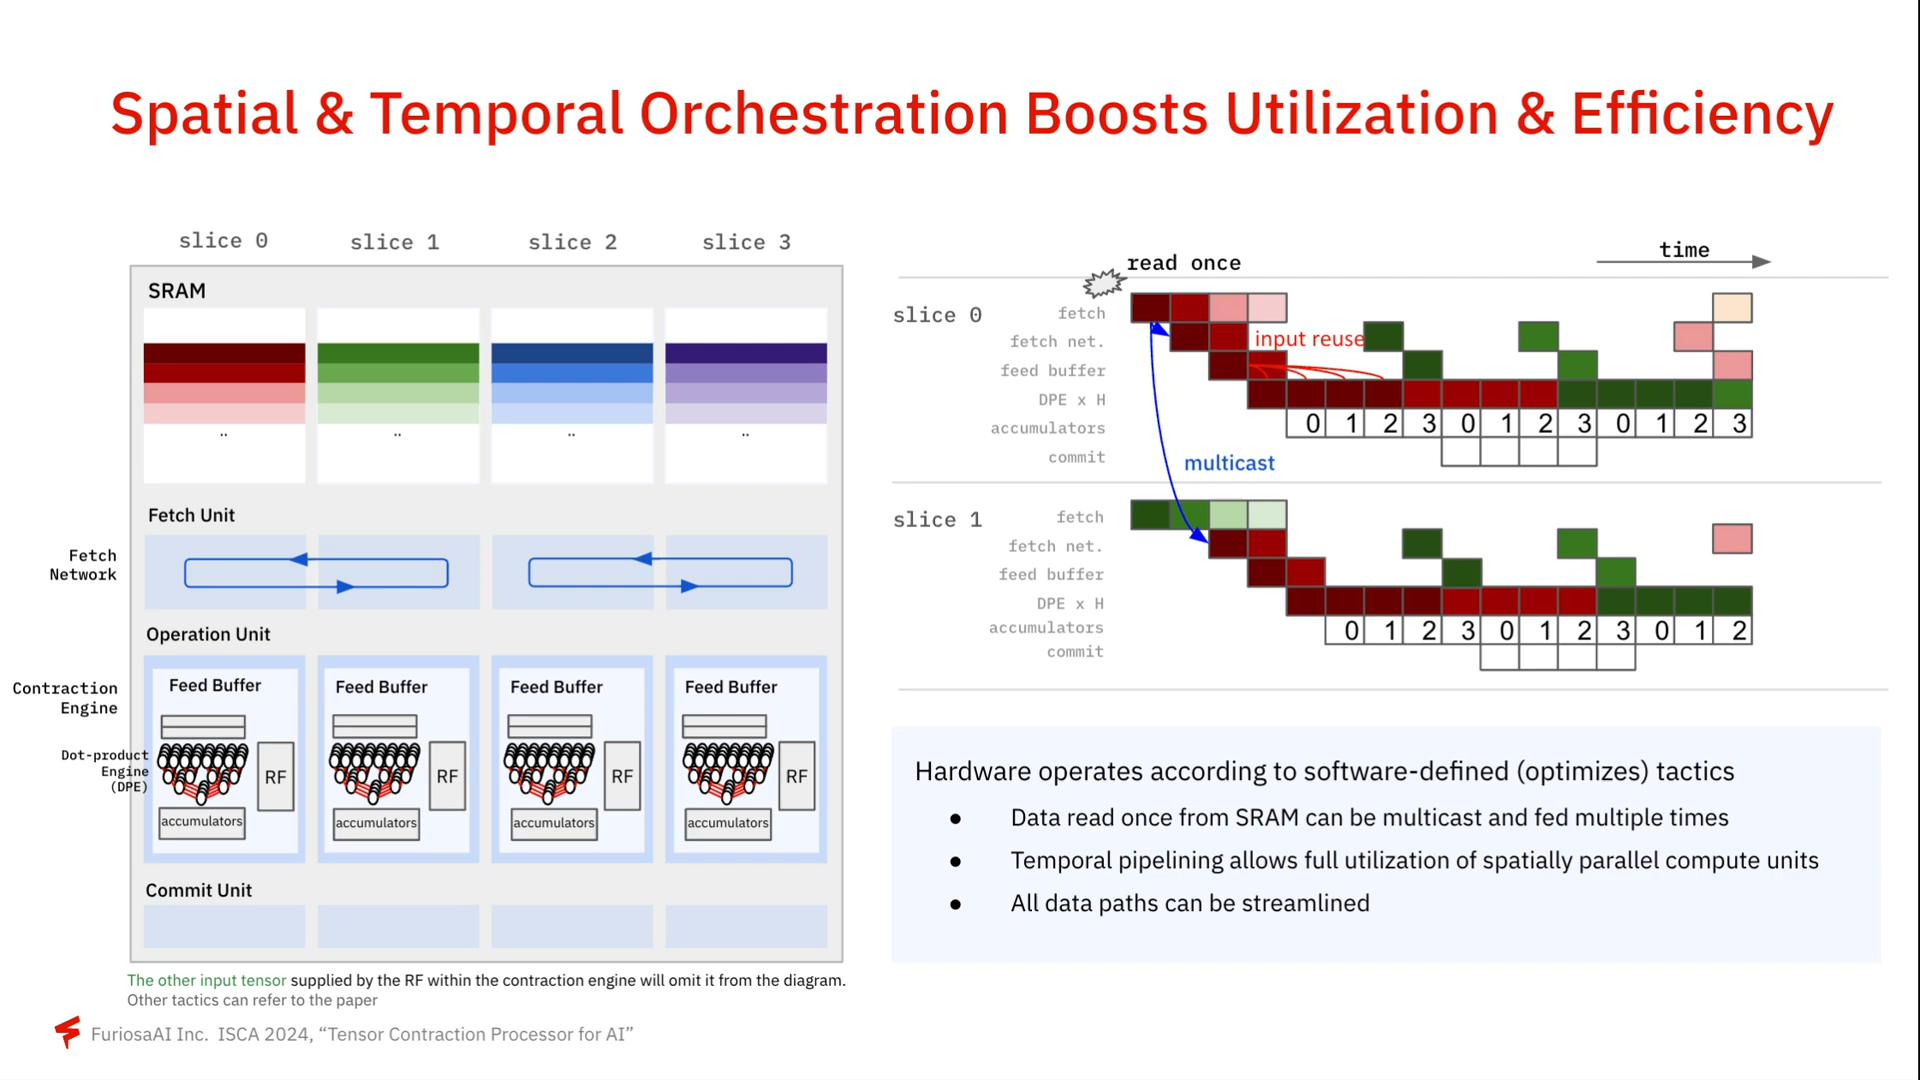 Spatial & Temporal Orchestration Boosts Utilization & Efficiency
slice 0
slice 1
slice 2
slice 3
SRAM
..
..
..
..
Fetch Unit
Fetch
Network
Operation Unit
Contraction
Engine
Feed Buffer
Feed Buffer
Feed Buffer
Feed Buffer
Dot-product
Engine
(DPE)
RF
RF
RF
RF
accumulators
accumulators
accumulators
accumulators
Commit Unit
The other input tensor supplied by the RF within the contraction engine will omit it from the diagram.
Other tactics can refer to the paper
read once
time
slice 0
fetch
fetch net.
input reuse
feed buffer
DPE x H
accumulators
0 1 2 3 0 1 2 3 0 1 2 3
commit
multicast
slice 1
fetch
fetch net.
feed buffer
DPE x H
accumulators
0 1 2 3 0 1 2 3 0 1 2
commit
Hardware operates according to software-defined (optimizes) tactics
● Data read once from SRAM can be multicast and fed multiple times
● Temporal pipelining allows full utilization of spatially parallel compute units
● All data paths can be streamlined
FuriosaAI Inc. ISCA 2024, “Tensor Contraction Processor for AI”